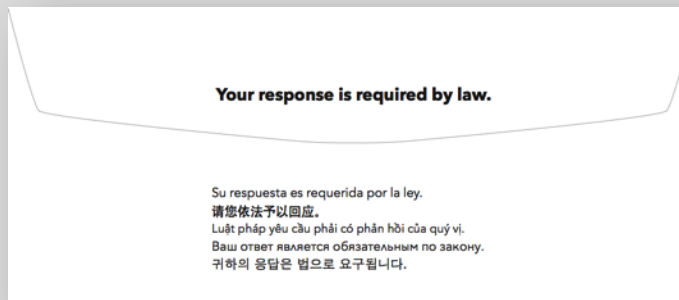 Your response is required by law.
Su respuesta es requerida por la ley.
请您依法予以回应。
Luật pháp yêu cầu phải có phản hồi của quý vị.
Ваш ответ является обязательным по закону.
귀하의 응답은 법으로 요구됩니다.